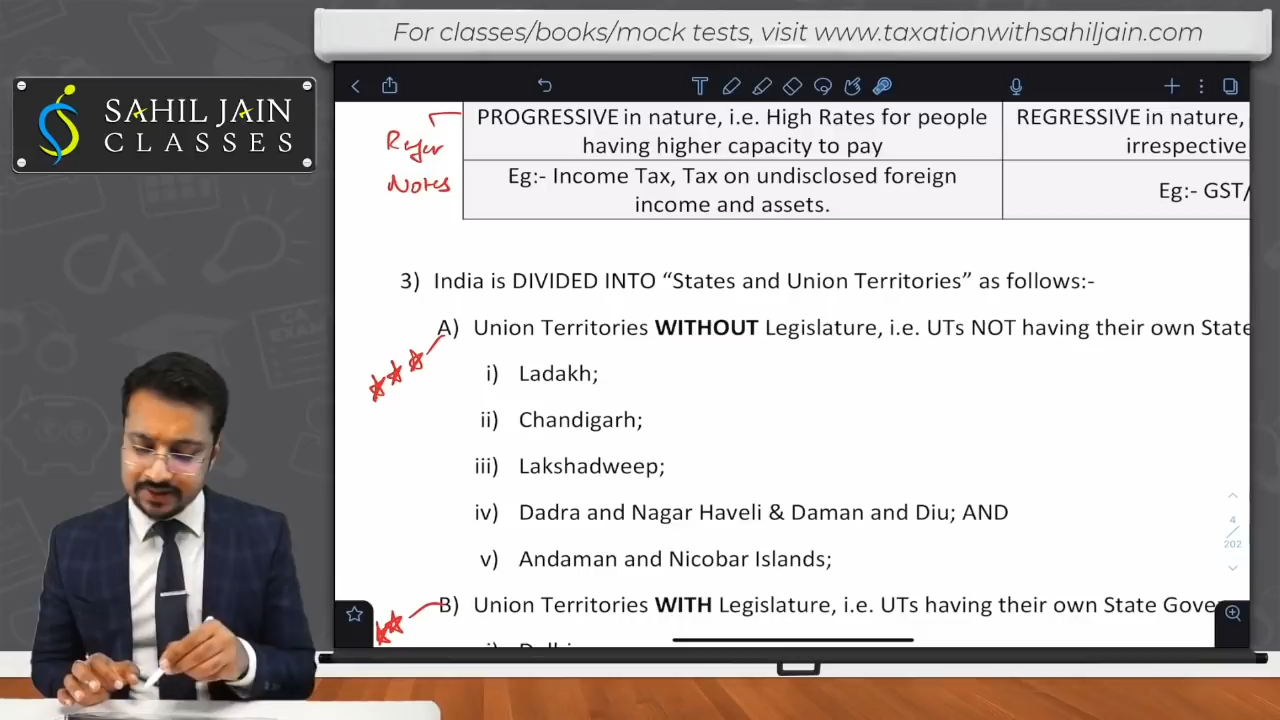 For classes/books/mock tests, visit www.taxationwithsahiljain.com
SAHIL JAIN
CLASSES
PROGRESSIVE in nature, i.e. High Rates for people
having higher capacity to pay
REGRESSIVE in nature,
irrespective
Refer
Notes
Eg:- Income Tax, Tax on undisclosed foreign
income and assets.
Eg:- GST/
3) India is DIVIDED INTO “States and Union Territories” as follows:-
A) Union Territories WITHOUT Legislature, i.e. UTs NOT having their own State
i) Ladakh;
ii) Chandigarh;
iii) Lakshadweep;
iv) Dadra and Nagar Haveli & Daman and Diu; AND
v) Andaman and Nicobar Islands;
B) Union Territories WITH Legislature, i.e. UTs having their own State
4
202